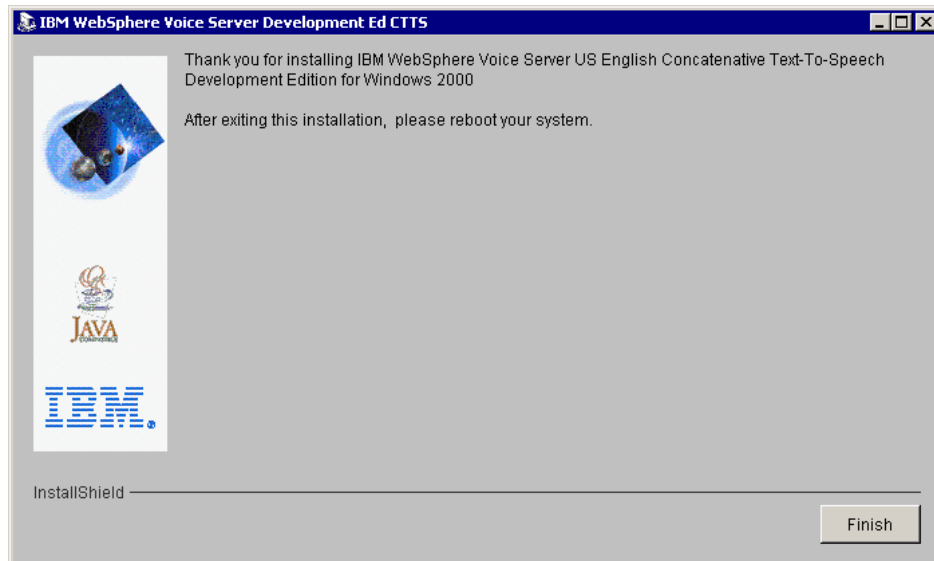 IBM WebSphere Voice Server Development Ed CTTS
Thank you for installing IBM WebSphere Voice Server US English Concatenative Text-To-Speech
Development Edition for Windows 2000
After exiting this installation, please reboot your system.
JAVA
IBM.
InstallShield
Finish